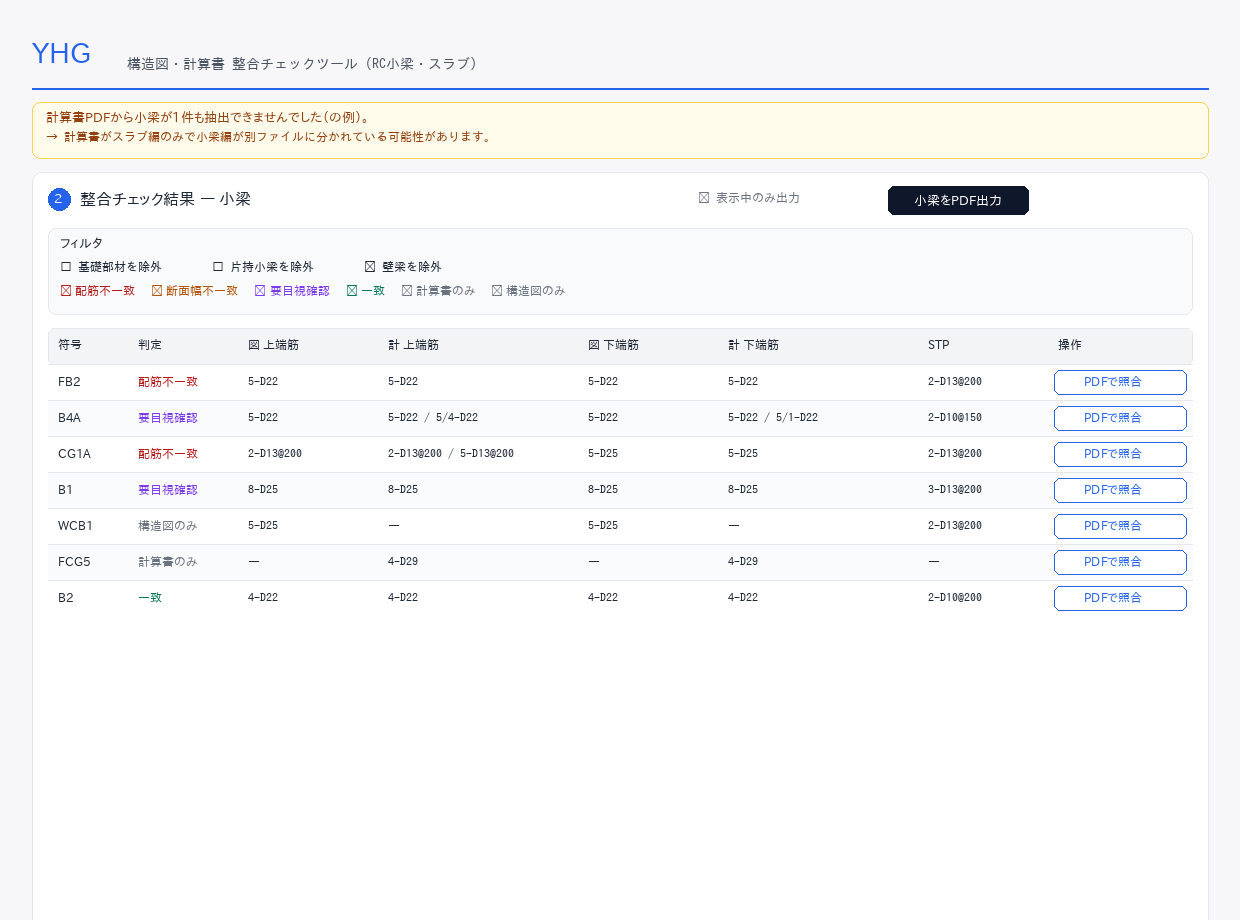 YHG 構造図・計算書 整合チェックツール（RC小梁・スラブ）
計算書PDFから小梁が1件も抽出できませんでした（の例）。
→ 計算書がスラブ編のみで小梁編が別ファイルに分かれている可能性があります。
2 整合チェック結果 — 小梁 ☒ 表示中のみ出力 小梁をPDF出力
フィルタ
☐ 基礎部材を除外 ☐ 片持小梁を除外 ☒ 壁梁を除外
☒ 配筋不一致 ☒ 断面幅不一致 ☒ 要目視確認 ☒ 一致 ☒ 計算書のみ ☒ 構造図のみ
符号 判定 図 上端筋 計 上端筋 図 下端筋 計 下端筋 STP 操作
FB2 配筋不一致 5-D22 5-D22 5-D22 5-D22 2-D13@200 PDFで照合
B4A 要目視確認 5-D22 5-D22 / 5/4-D22 5-D22 5-D22 / 5/1-D22 2-D10@150 PDFで照合
CG1A 配筋不一致 2-D13@200 2-D13@200 / 5-D13@200 5-D25 5-D25 2-D13@200 PDFで照合
B1 要目視確認 8-D25 8-D25 8-D25 8-D25 3-D13@200 PDFで照合
WCB1 構造図のみ 5-D25 — 5-D25 — 2-D13@200 PDFで照合
FCG5 計算書のみ — 4-D29 — 4-D29 — PDFで照合
B2 一致 4-D22 4-D22 4-D22 4-D22 2-D10@200 PDFで照合